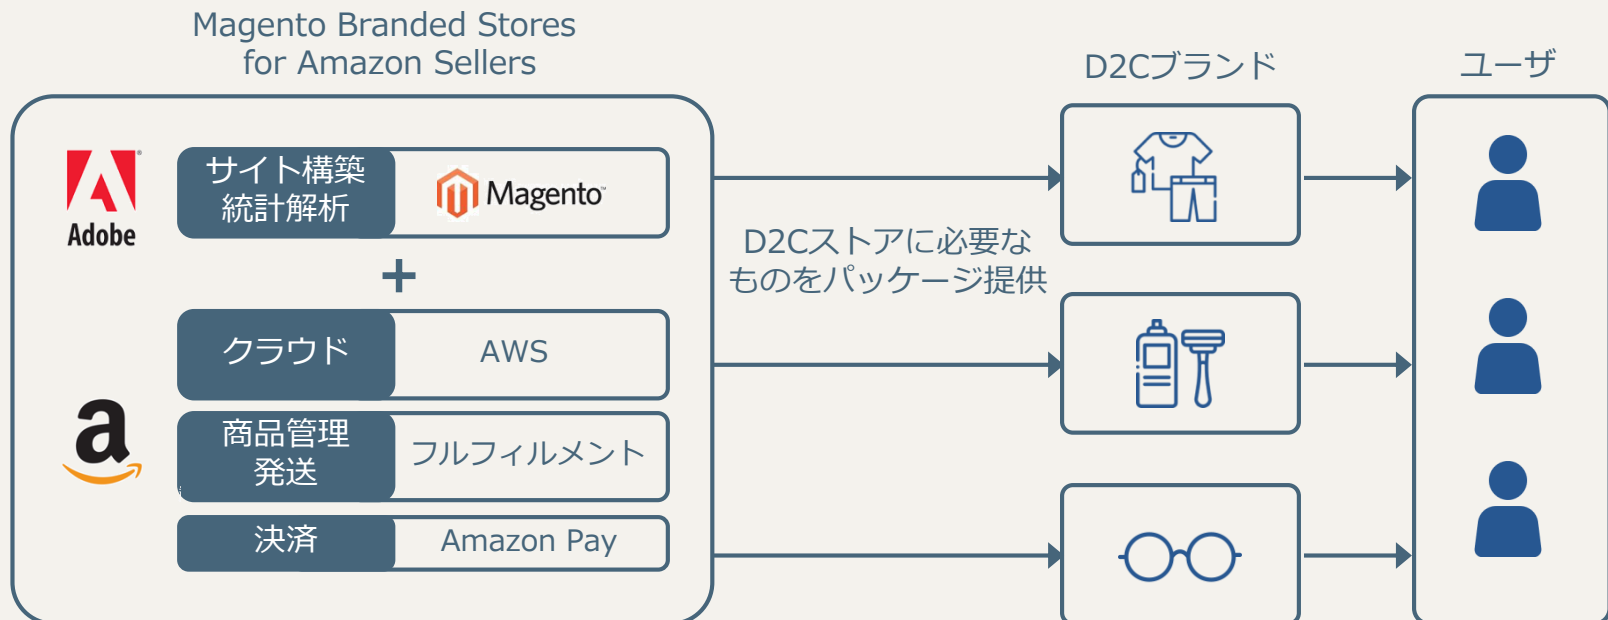 Magento Branded Stores
for Amazon Sellers
D2Cブランド
ユーザ
Adobe
サイト構築
統計解析
Magento
+
D2Cストアに必要な
ものをパッケージ提供
クラウド
AWS
a
商品管理
発送
フルフィルメント
決済
Amazon Pay